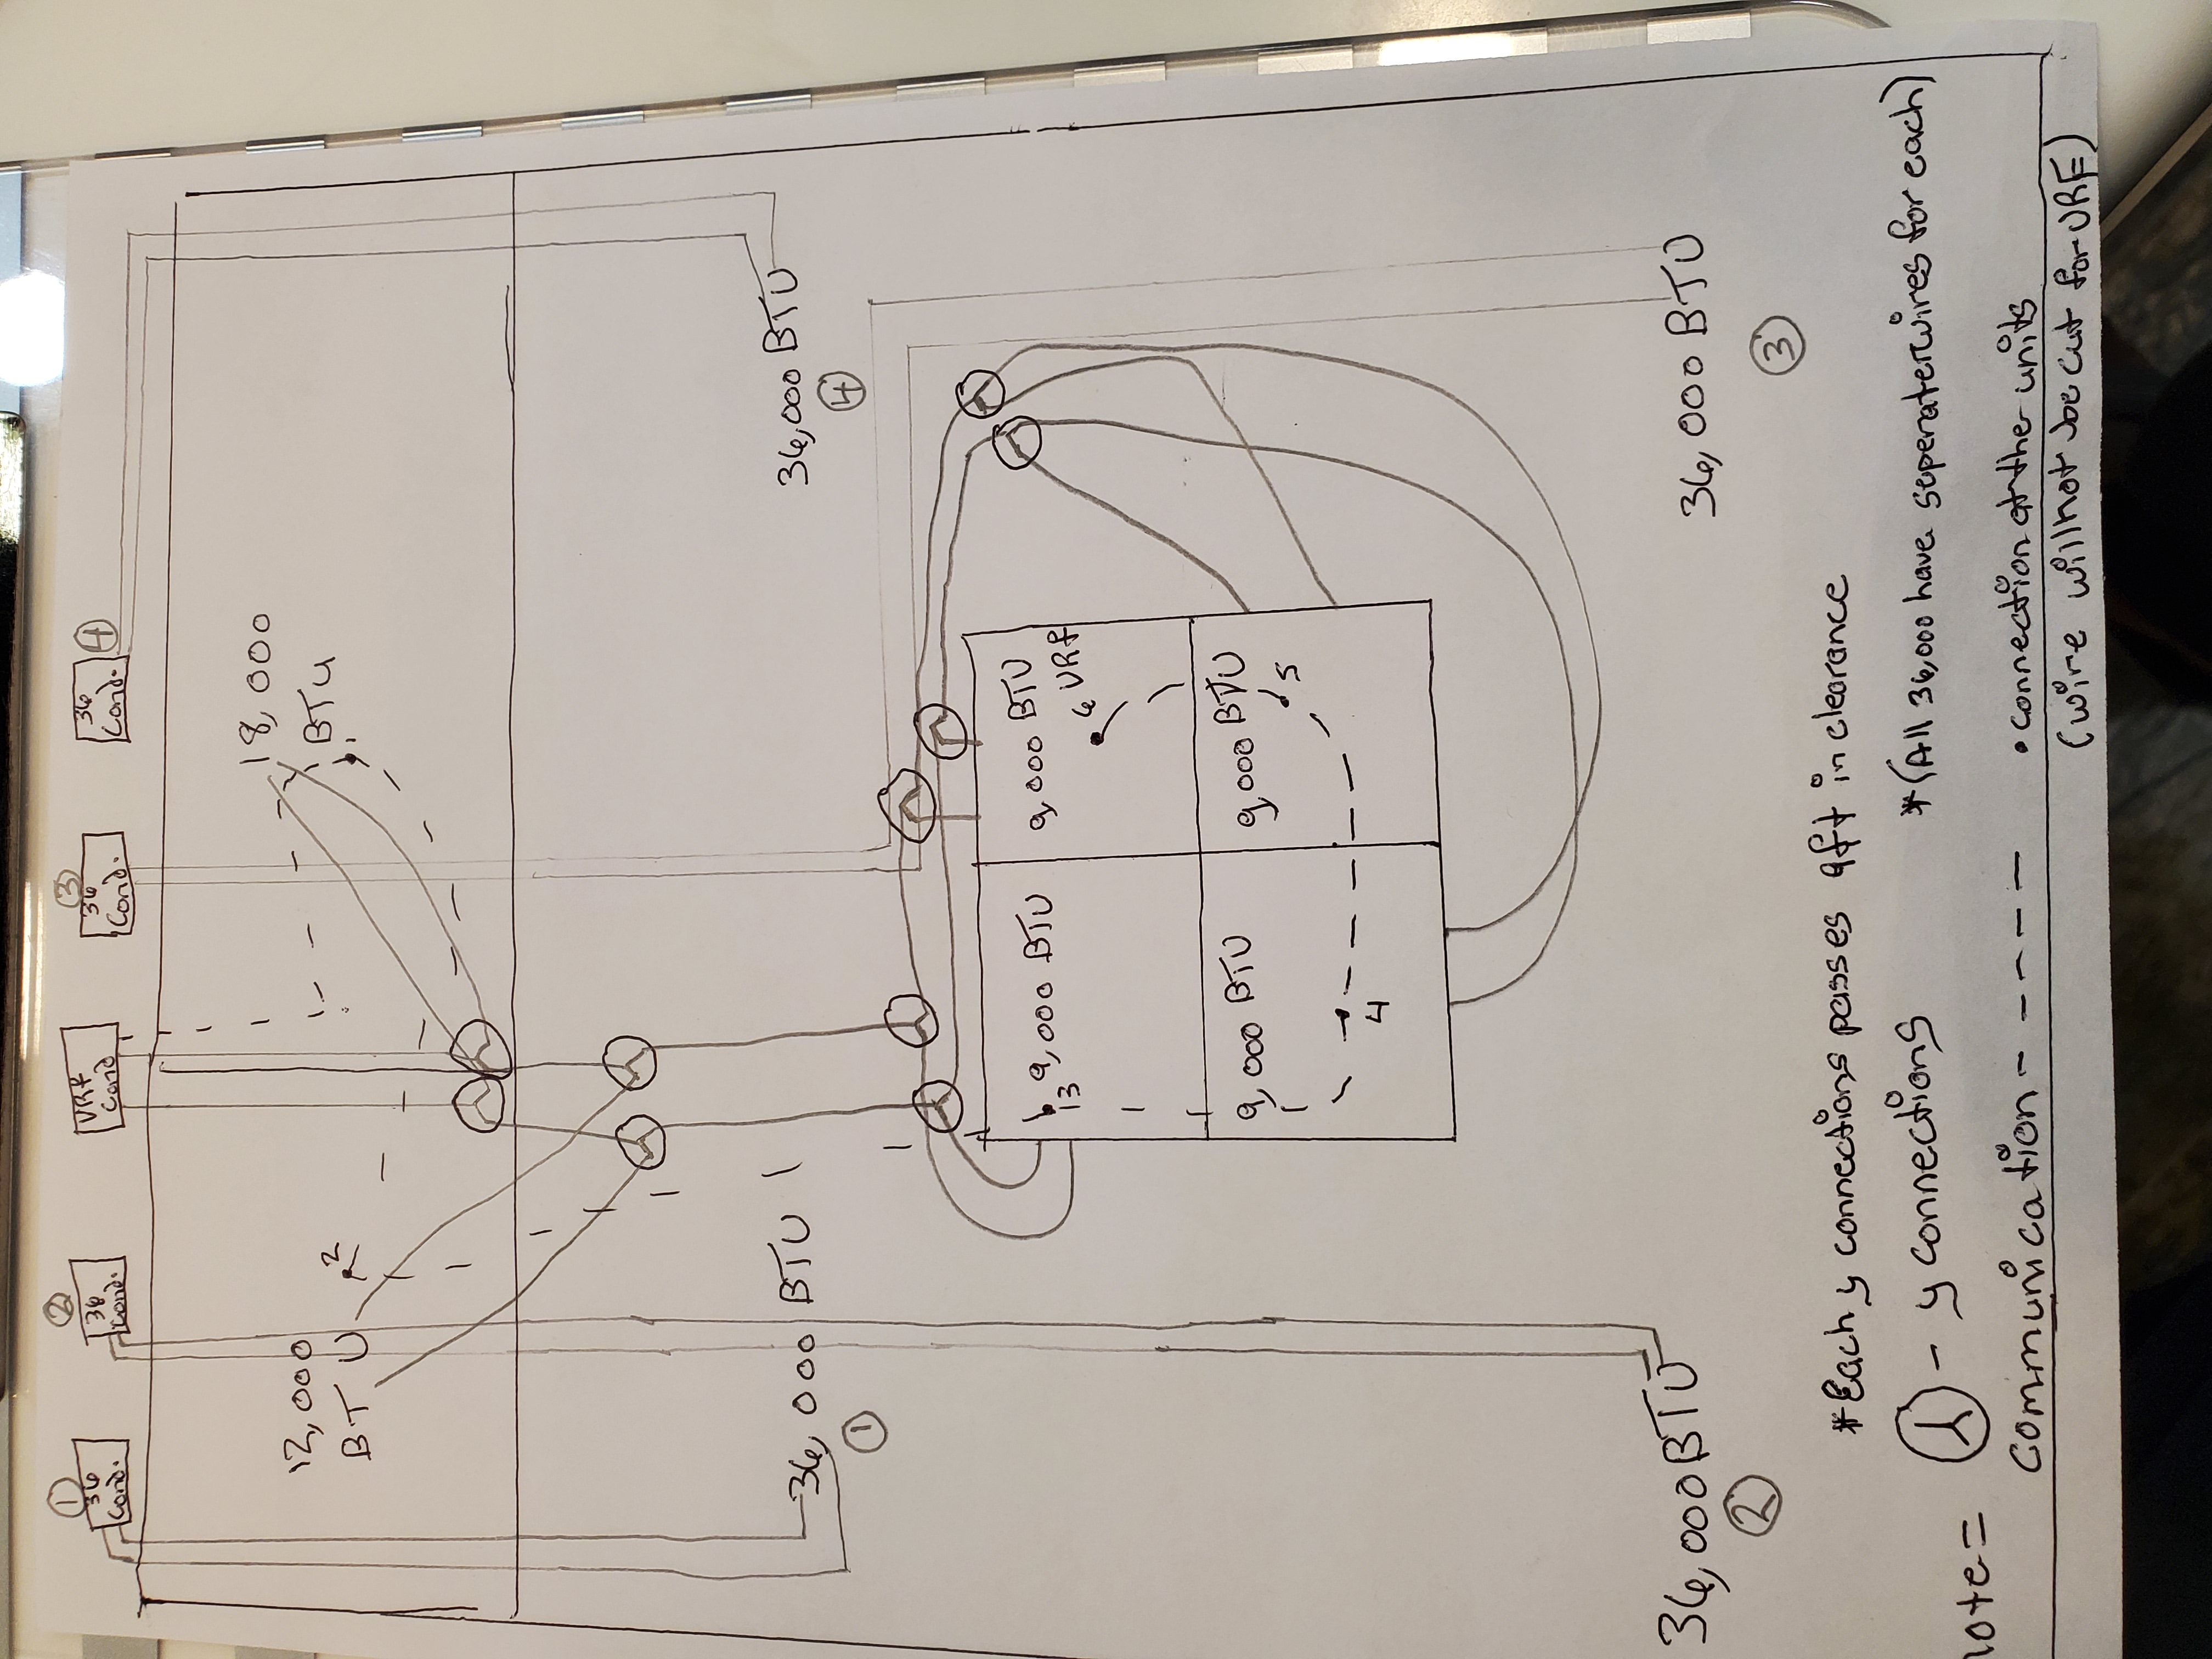 ① ② ③ ④
36 Cond.
36 Cond.
VRF Cond
36 Cond.
36 Cond.
12,000
BTU
2
18,000
BTU
1
36,000 BTU
①
36,000 BTU
④
9,000 BTU
3
9,000 BTU
6 VRF
9,000 BTU
4
9,000 BTU
5
36,000 BTU
②
36,000 BTU
③
*Each y connections passes 9ft in clearance
note= - y connections
*(All 36,000 have seperate wires for each)
Communication - - - - -
• connection at the units
(wire will not be cut for VRF)